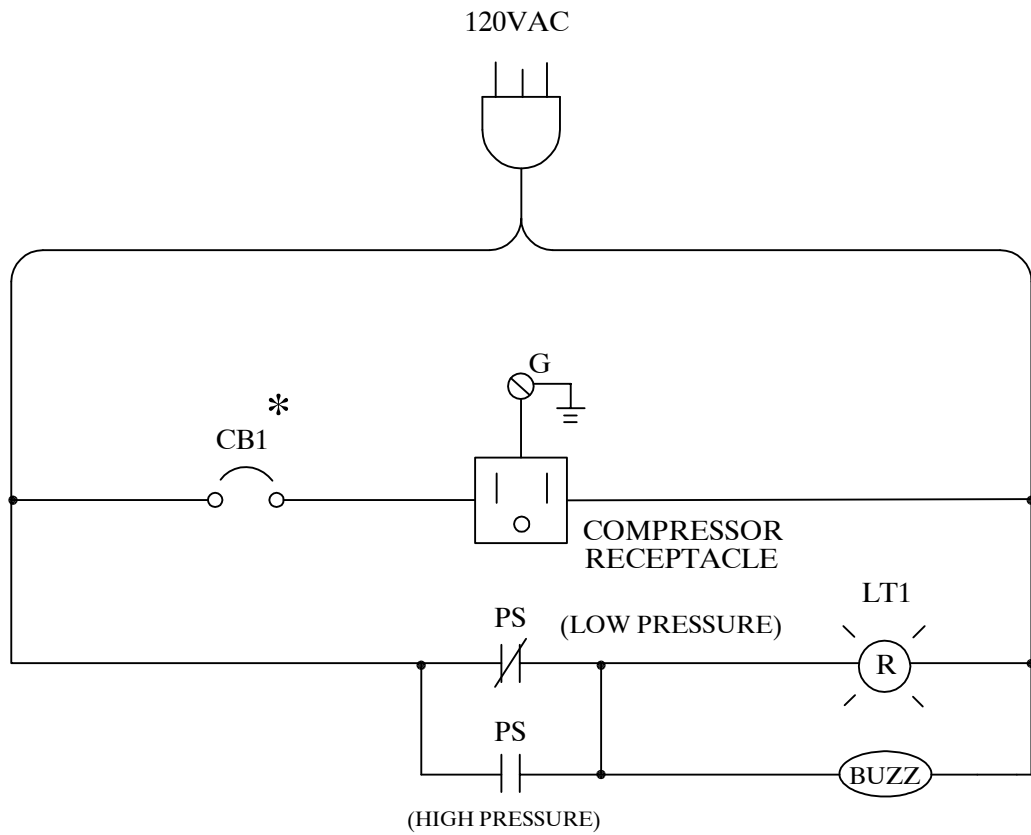 120VAC
G
*
CB1
COMPRESSOR
RECEPTACLE
LT1
PS
(LOW PRESSURE)
R
PS
BUZZ
(HIGH PRESSURE)